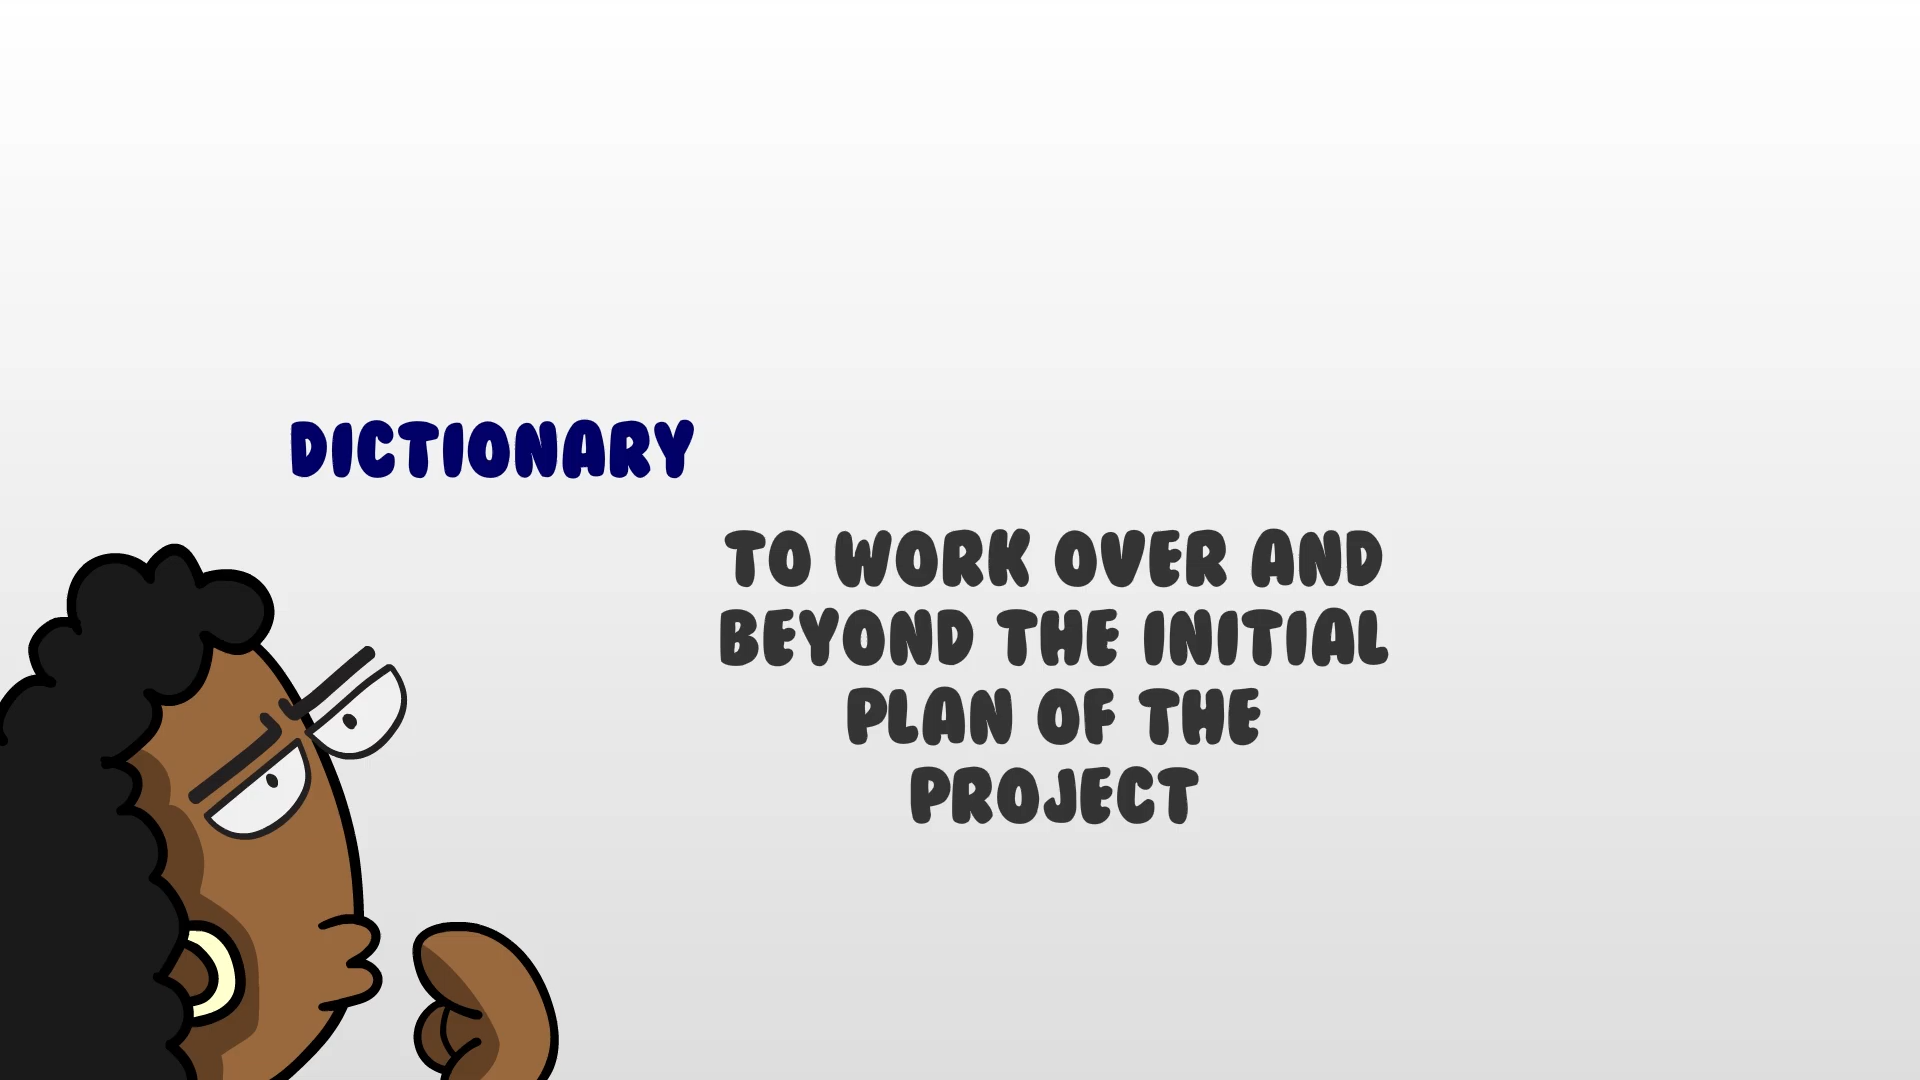 DICTIONARY
TO WORK OVER AND
BEYOND THE INITIAL
PLAN OF THE
PROJECT